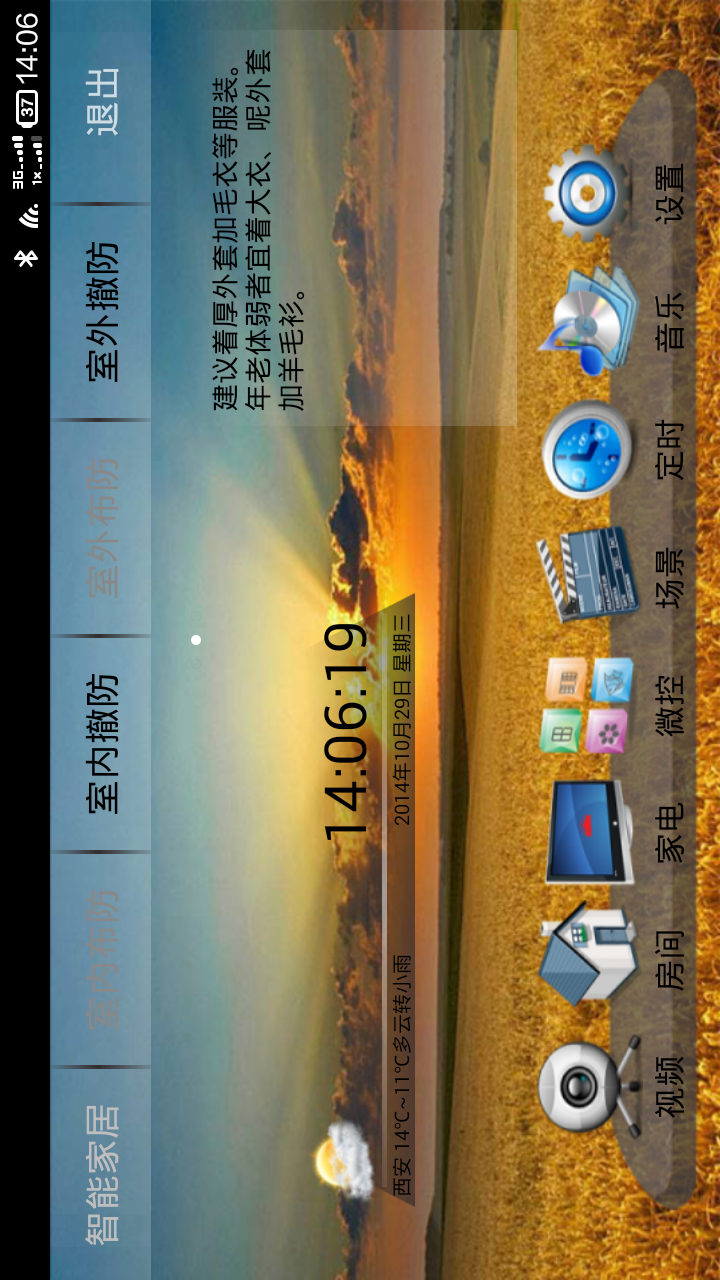 3G
1x
37
14:06
智能家居
室内布防
室内撤防
室外布防
室外撤防
退出
建议着厚外套加毛衣等服装。
年老体弱者宜着大衣、呢外套
加羊毛衫。
14:06:19
西安 14℃~11℃多云转小雨
2014年10月29日 星期三
视频
房间
家电
微控
场景
定时
音乐
设置